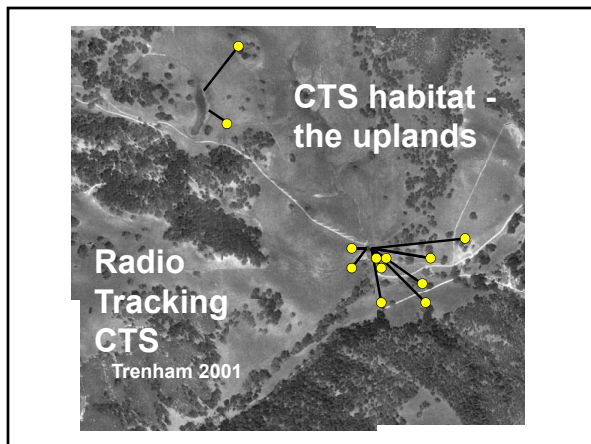 CTS habitat -
the uplands
Radio
Tracking
CTS
Trenham 2001